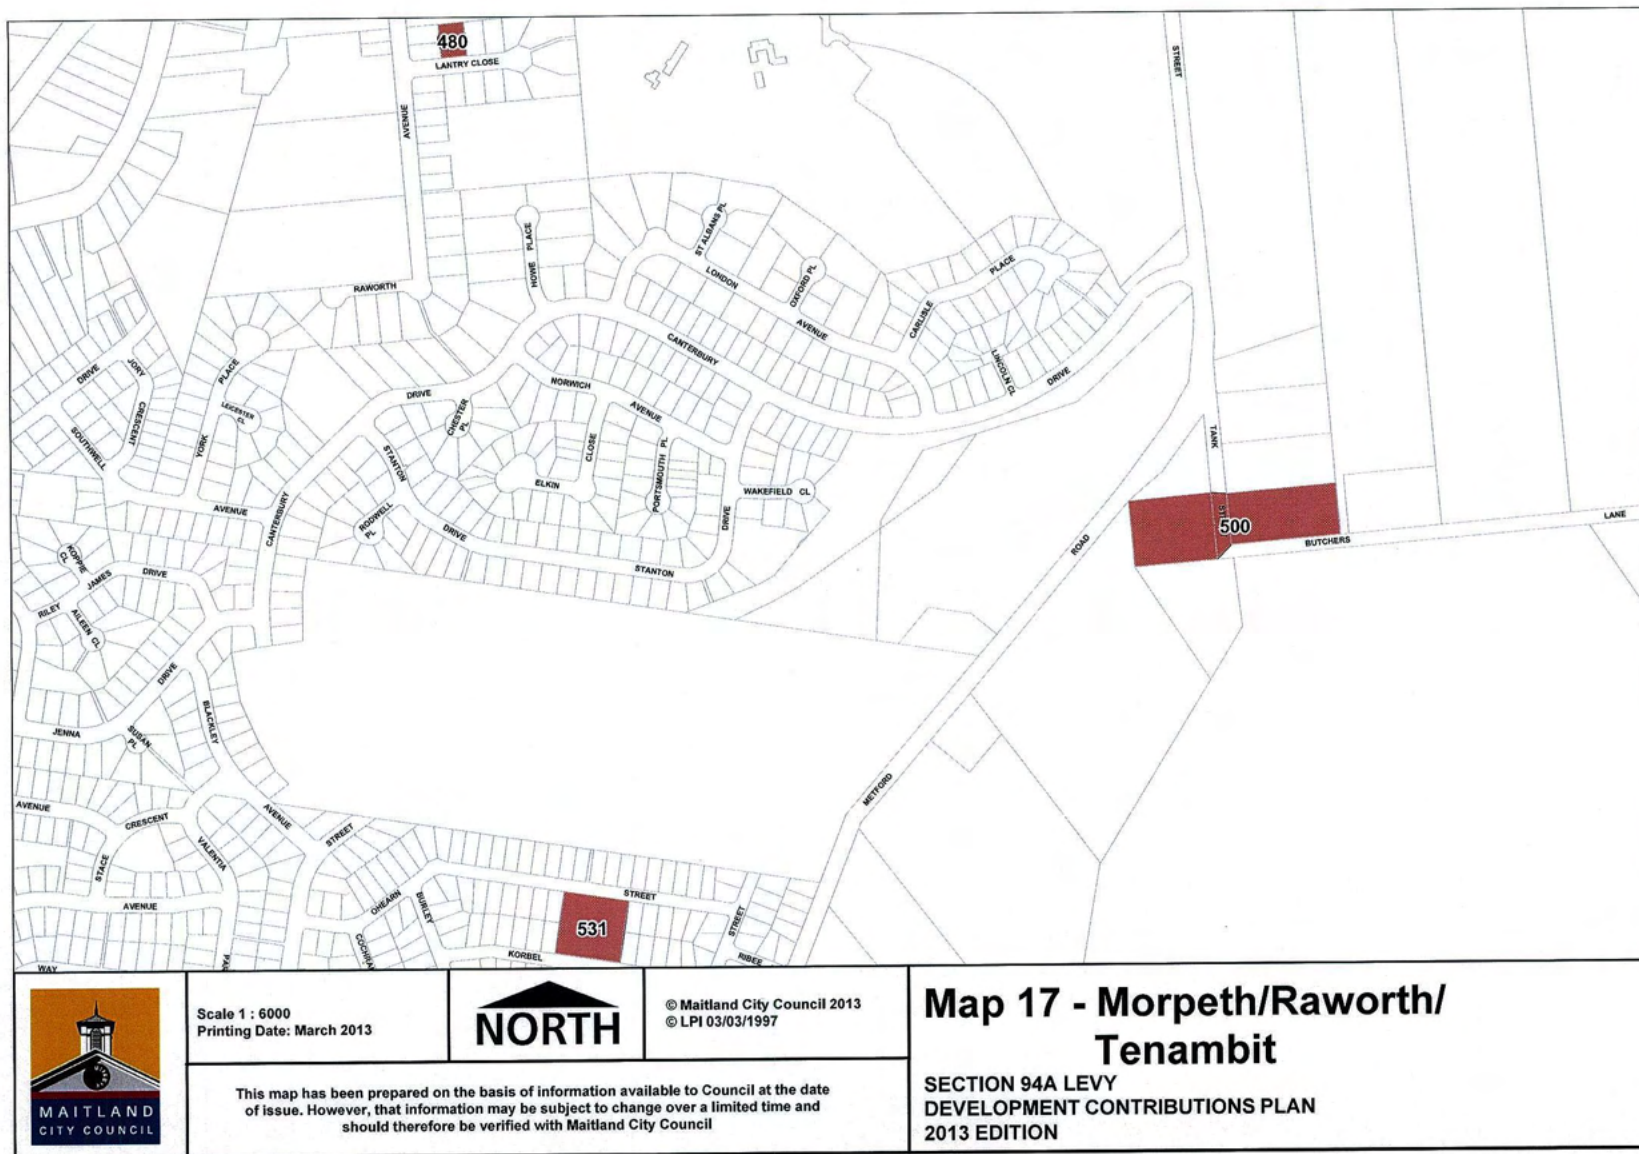 480
LANTRY CLOSE
AVENUE
STREET
ST ALBANS PL
HOWE PLACE
LONDON
OXFORD PL
AVENUE
PLACE
CARLISLE
RAWORTH
CANTERBURY
LINCOLN CL
DRIVE
DRIVE
JORY
CRESCENT
PLACE
LEICESTER
CL
YORK
SOUTHWELL
AVENUE
DRIVE
CHESTER
PL
NORWICH
AVENUE
CLOSE
ELKIN
PORTSMOUTH PL
WAKEFIELD CL
DRIVE
STANTON
RODWELL
PL
DRIVE
STANTON
CANTERBURY
TANK
500
BUTCHERS
LANE
ROAD
KOPPIE
CL
JAMES
DRIVE
RILEY
AILEEN CL
DRIVE
BLACKLEY
JENNA
SUSAN
PL
METFORD
AVENUE
CRESCENT
AVENUE
STREET
VALENTIA
STACE
AVENUE
OHEARN
BURLEY
STREET
531
STREET
KORBEL
RIBEE
WAY
Scale 1 : 6000
Printing Date: March 2013
NORTH
© Maitland City Council 2013
© LPI 03/03/1997
Map 17 - Morpeth/Raworth/
Tenambit
SECTION 94A LEVY
DEVELOPMENT CONTRIBUTIONS PLAN
2013 EDITION
This map has been prepared on the basis of information available to Council at the date
of issue. However, that information may be subject to change over a limited time and
should therefore be verified with Maitland City Council
MAITLAND
CITY COUNCIL